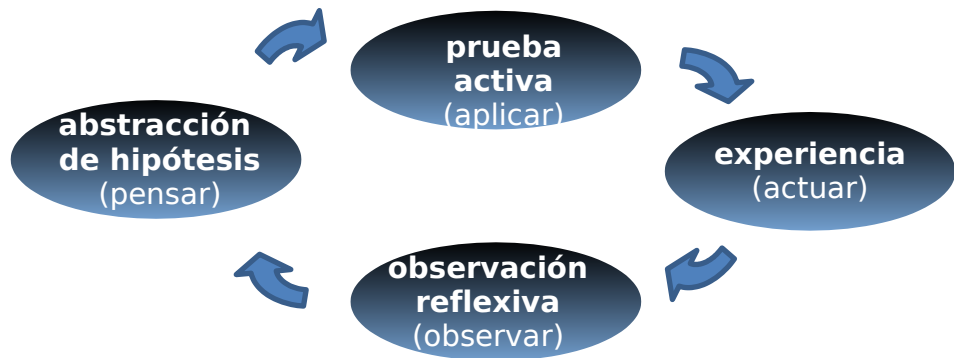 prueba
activa
(aplicar)
abstracción
de hipótesis
(pensar)
experiencia
(actuar)
observación
reflexiva
(observar)